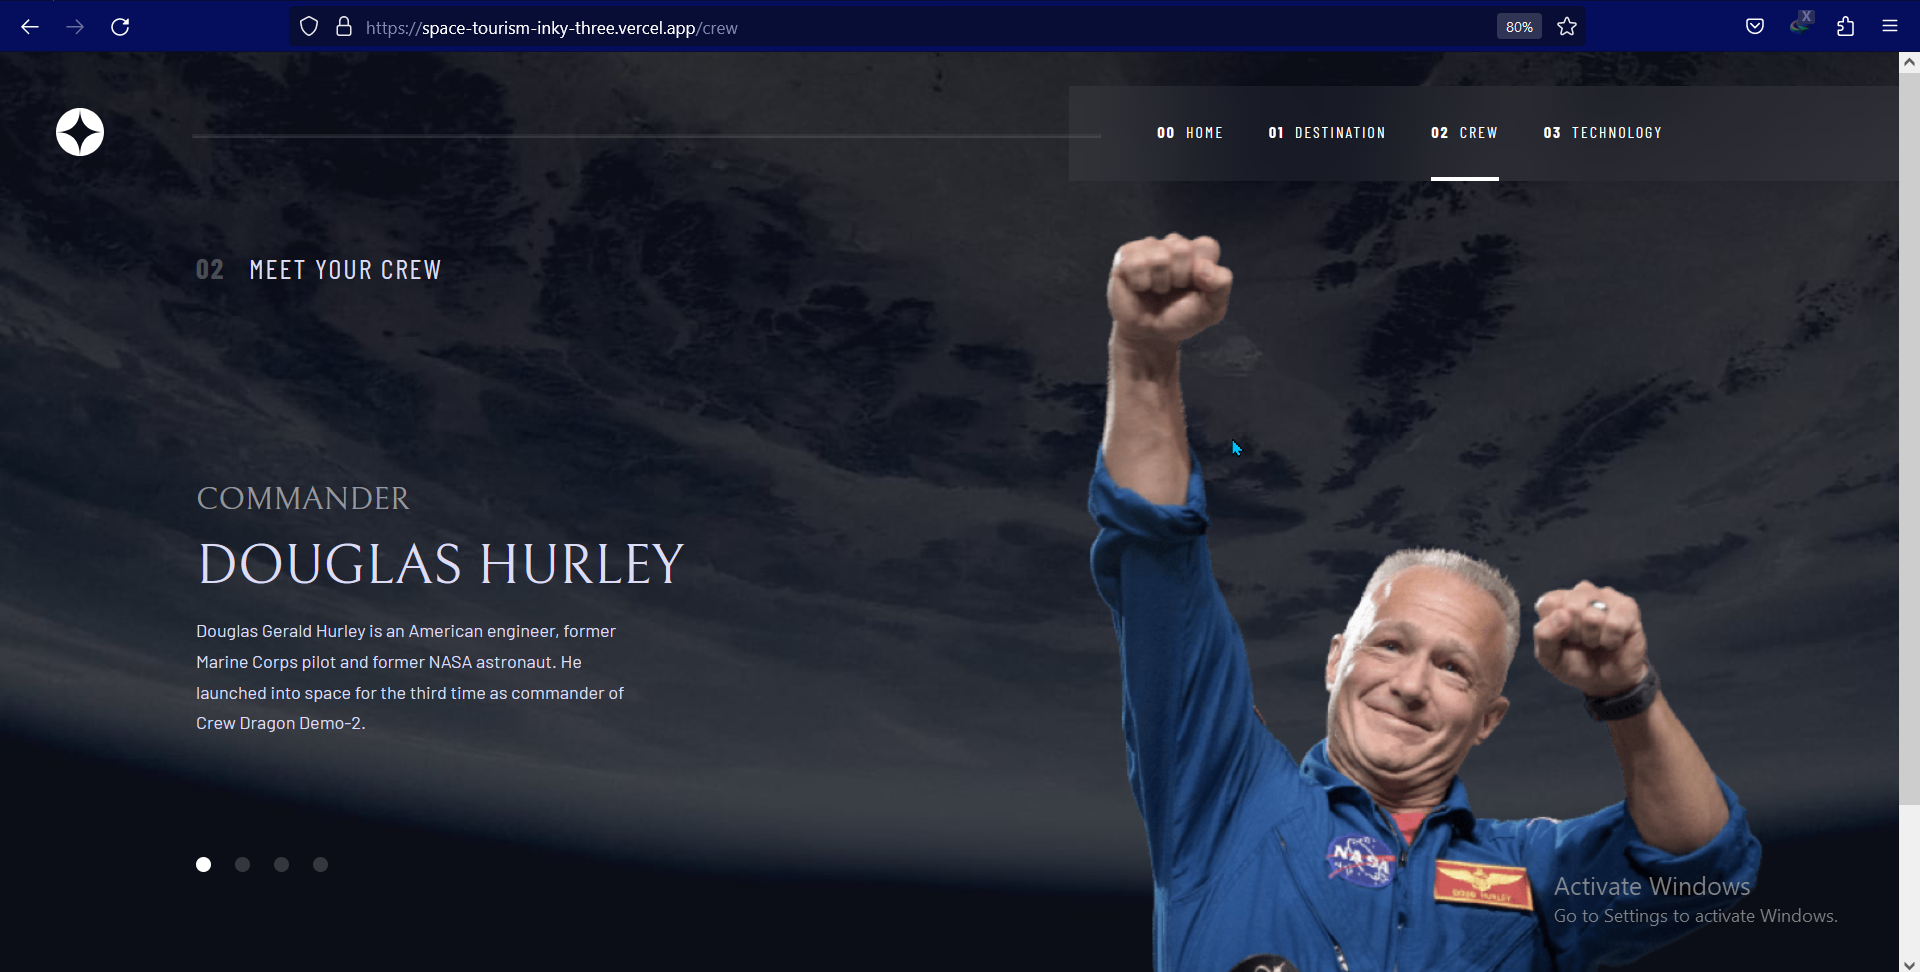 https://space-tourism-inky-three.vercel.app/crew
80%
X
00 HOME
01 DESTINATION
02 CREW
03 TECHNOLOGY
02 MEET YOUR CREW
COMMANDER
DOUGLAS HURLEY
Douglas Gerald Hurley is an American engineer, former
Marine Corps pilot and former NASA astronaut. He
launched into space for the third time as commander of
Crew Dragon Demo-2.
NASA
DOUG HURLEY
Activate Windows
Go to Settings to activate Windows.